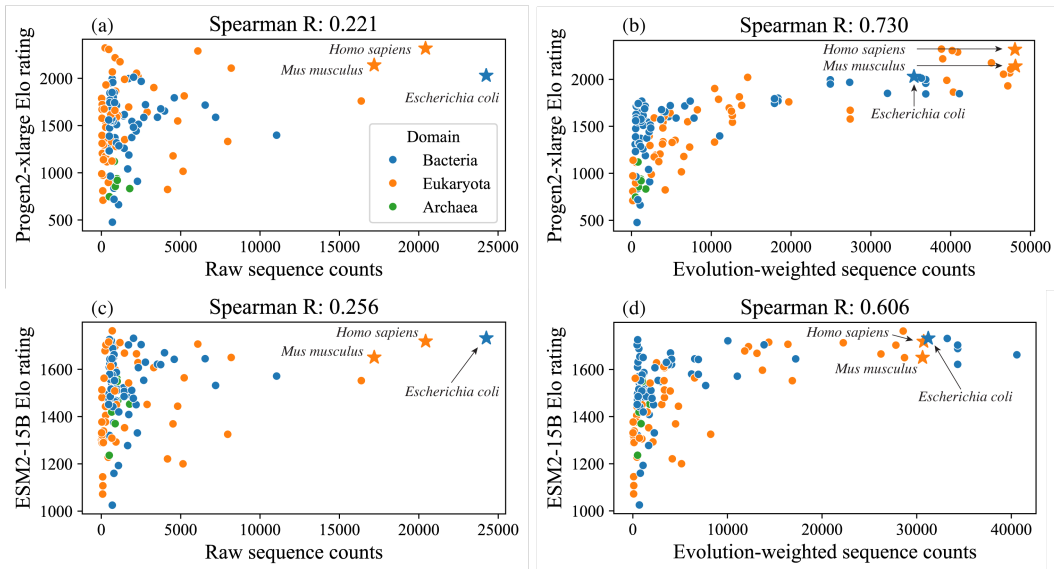 (a)
Spearman R: 0.221
Progen2-xlarge Elo rating
2000
1500
1000
500
Homo sapiens
Mus musculus
Escherichia coli
Domain
Bacteria
Eukaryota
Archaea
0
5000
10000
15000
20000
25000
Raw sequence counts
(b)
Spearman R: 0.730
Progen2-xlarge Elo rating
2000
1500
1000
500
Homo sapiens
Mus musculus
Escherichia coli
0
10000
20000
30000
40000
50000
Evolution-weighted sequence counts
(c)
Spearman R: 0.256
ESM2-15B Elo rating
1600
1400
1200
1000
Homo sapiens
Mus musculus
Escherichia coli
0
5000
10000
15000
20000
25000
Raw sequence counts
(d)
Spearman R: 0.606
ESM2-15B Elo rating
1600
1400
1200
1000
Homo sapiens
Mus musculus
Escherichia coli
0
10000
20000
30000
40000
Evolution-weighted sequence counts